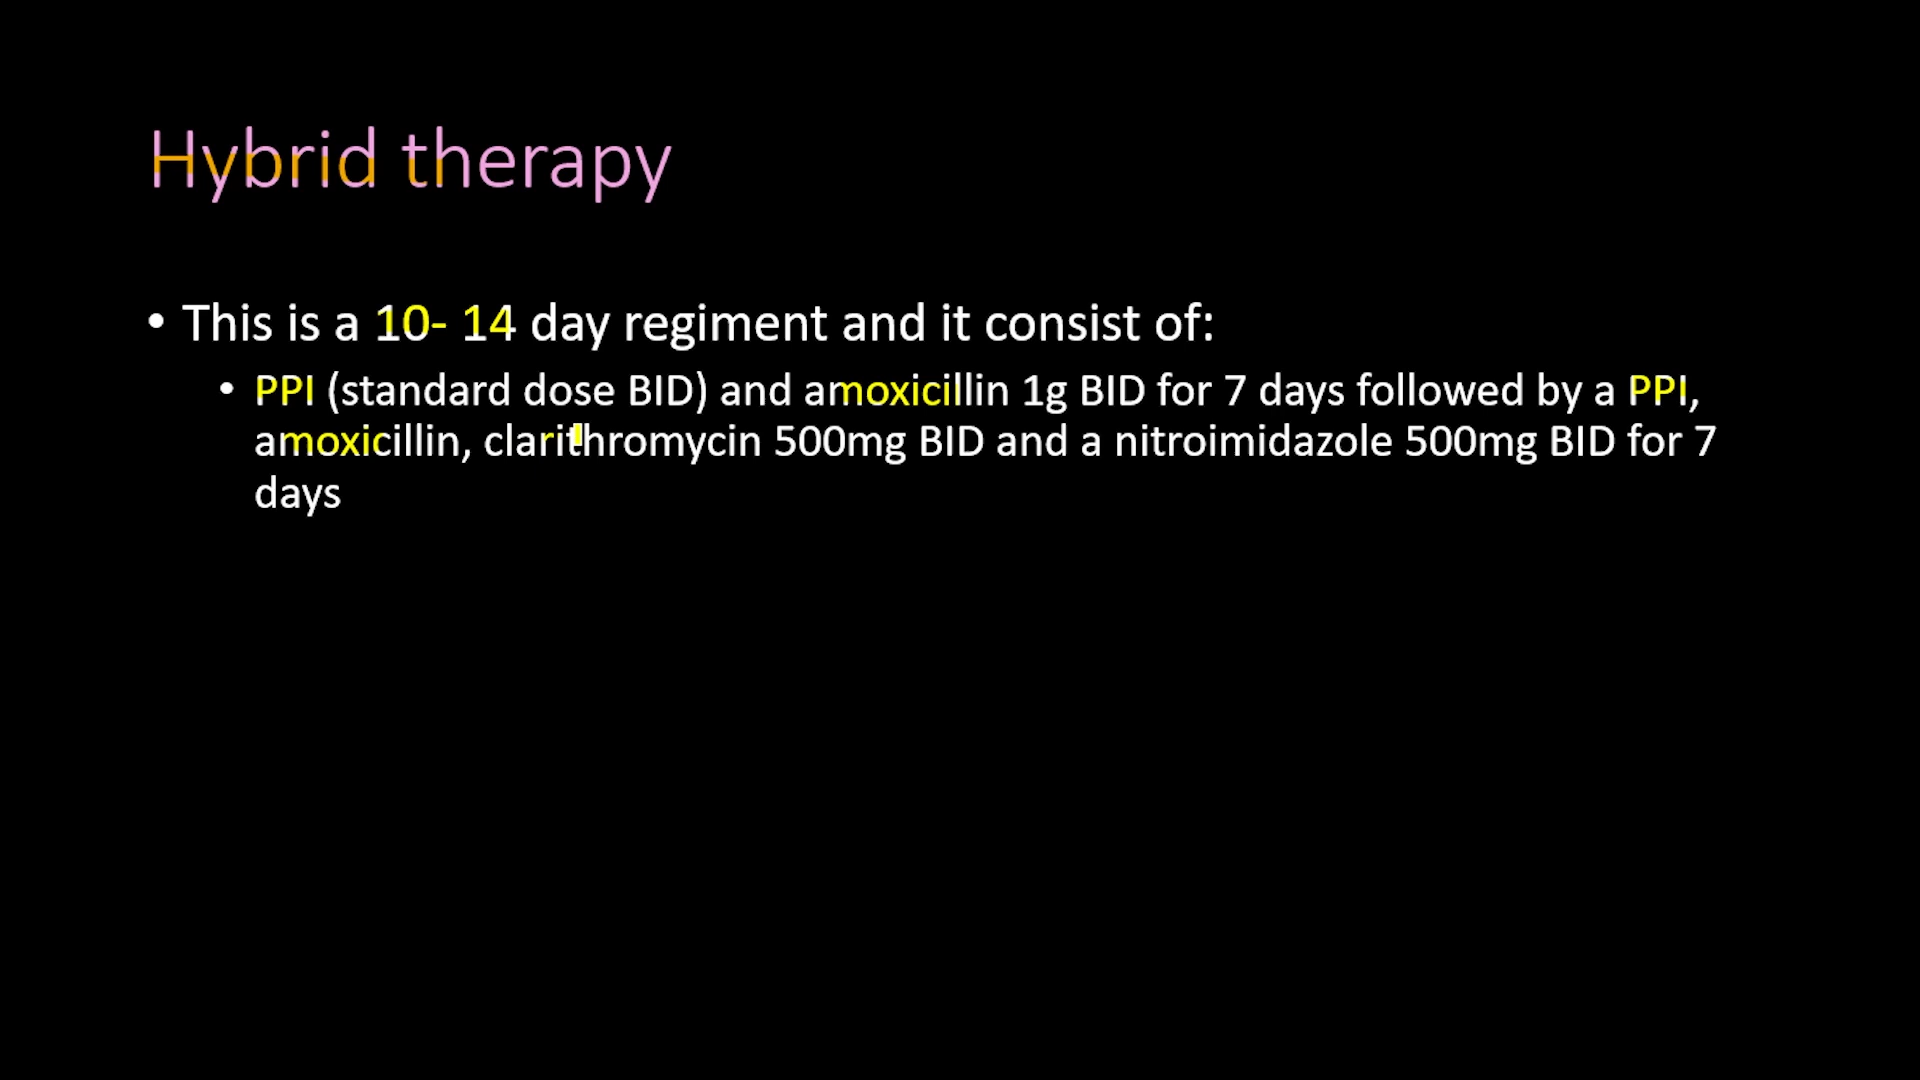 Hybrid therapy
• This is a 10- 14 day regiment and it consist of:
• PPI (standard dose BID) and amoxicillin 1g BID for 7 days followed by a PPI,
amoxicillin, clarithromycin 500mg BID and a nitroimidazole 500mg BID for 7
days